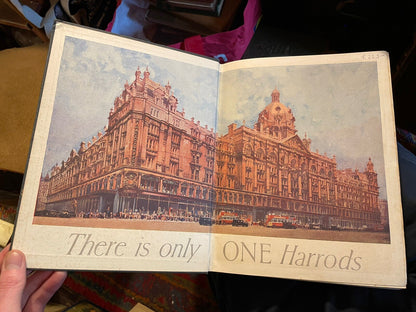 There is only ONE Harrods